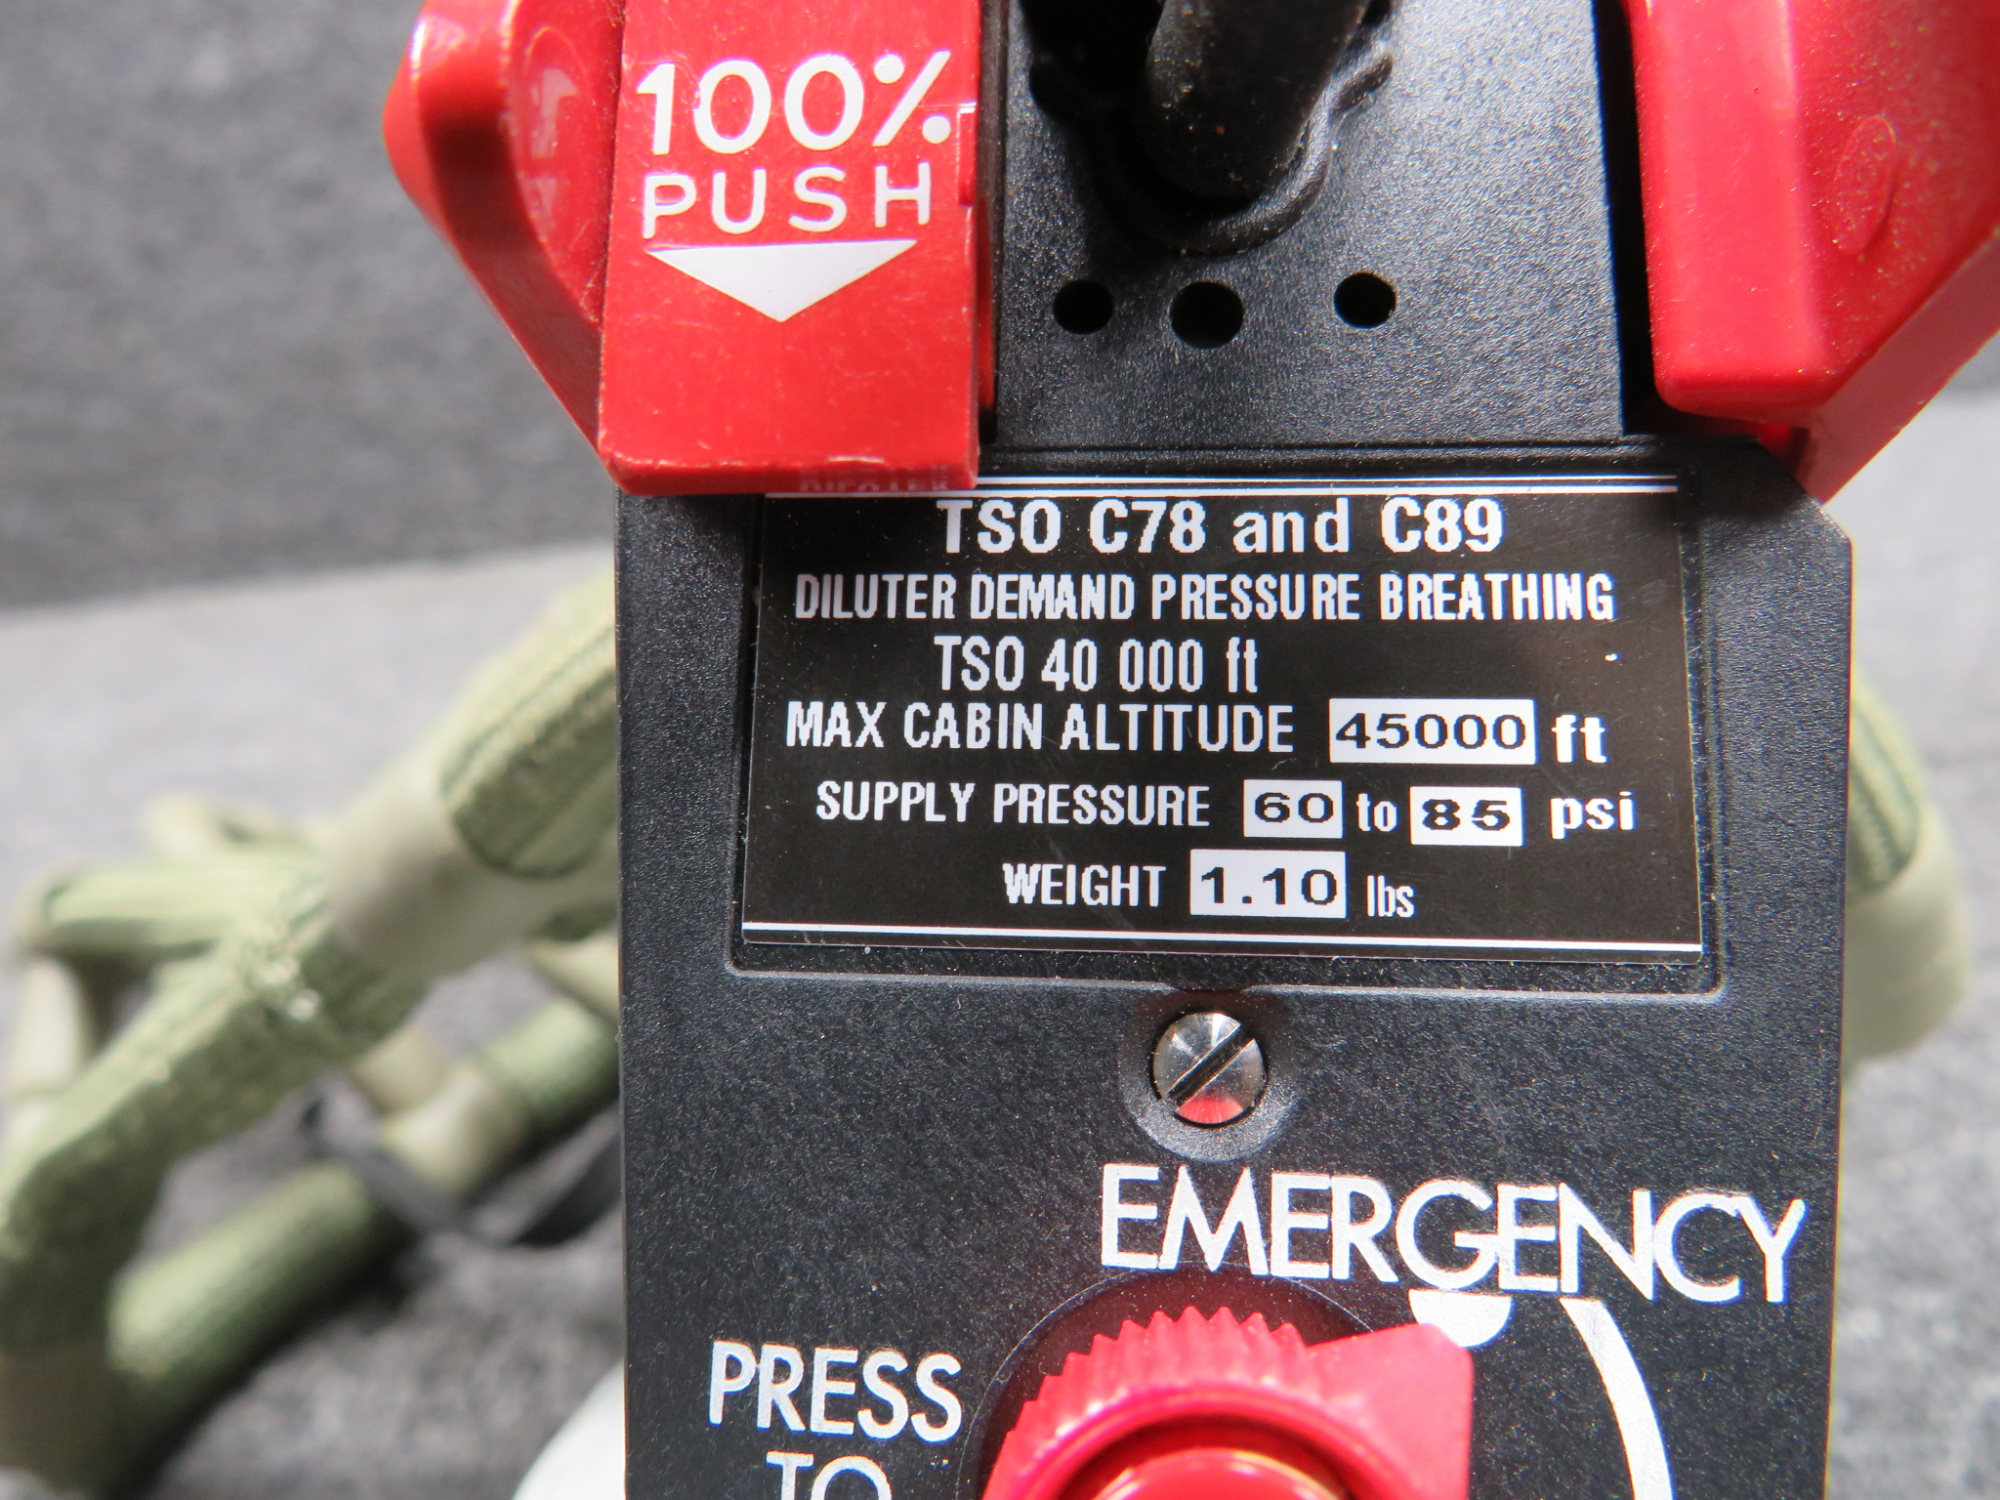 100%
PUSH
TSO C78 and C89
DILUTER DEMAND PRESSURE BREATHING
TSO 40 000 ft
MAX CABIN ALTITUDE 45000 ft
SUPPLY PRESSURE 60 to 85 psi
WEIGHT 1.10 lbs
EMERGENCY
PRESS
TO